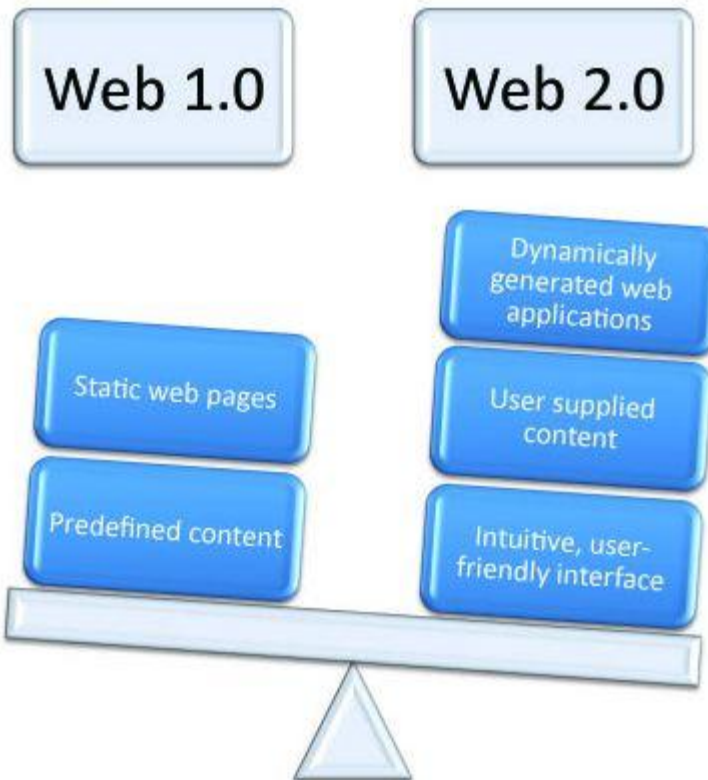 Web 1.0
Web 2.0
Static web pages
Predefined content
Dynamically
generated web
applications
User supplied
content
Intuitive, user-
friendly interface